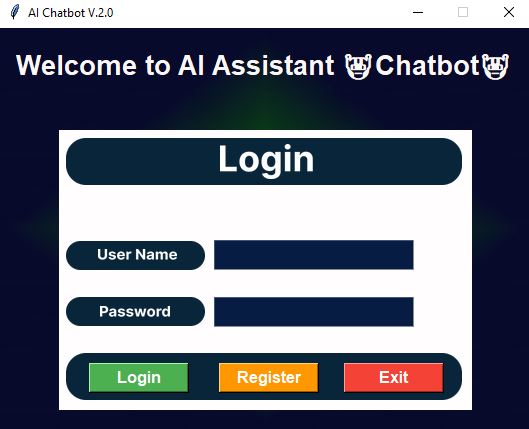 AI Chatbot V.2.0
Welcome to AI Assistant 🤖Chatbot🤖
Login
User Name
Password
Login Register Exit